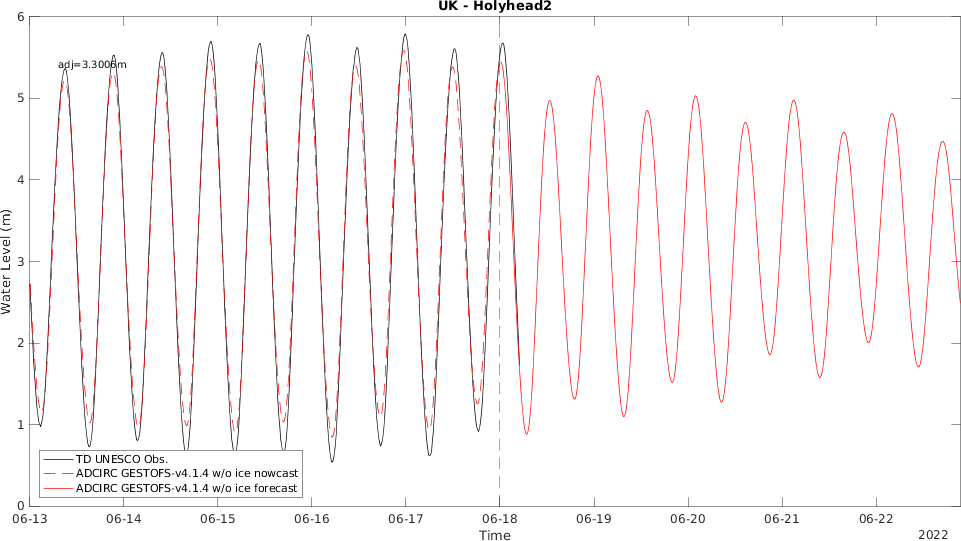 UK - Holyhead2
6
adj=3.3006m
5
4
3
2
1
0
Water Level (m)
TD UNESCO Obs.
ADCIRC GESTOFS-v4.1.4 w/o ice nowcast
ADCIRC GESTOFS-v4.1.4 w/o ice forecast
06-13 06-14 06-15 06-16 06-17 06-18 06-19 06-20 06-21 06-22
Time
2022